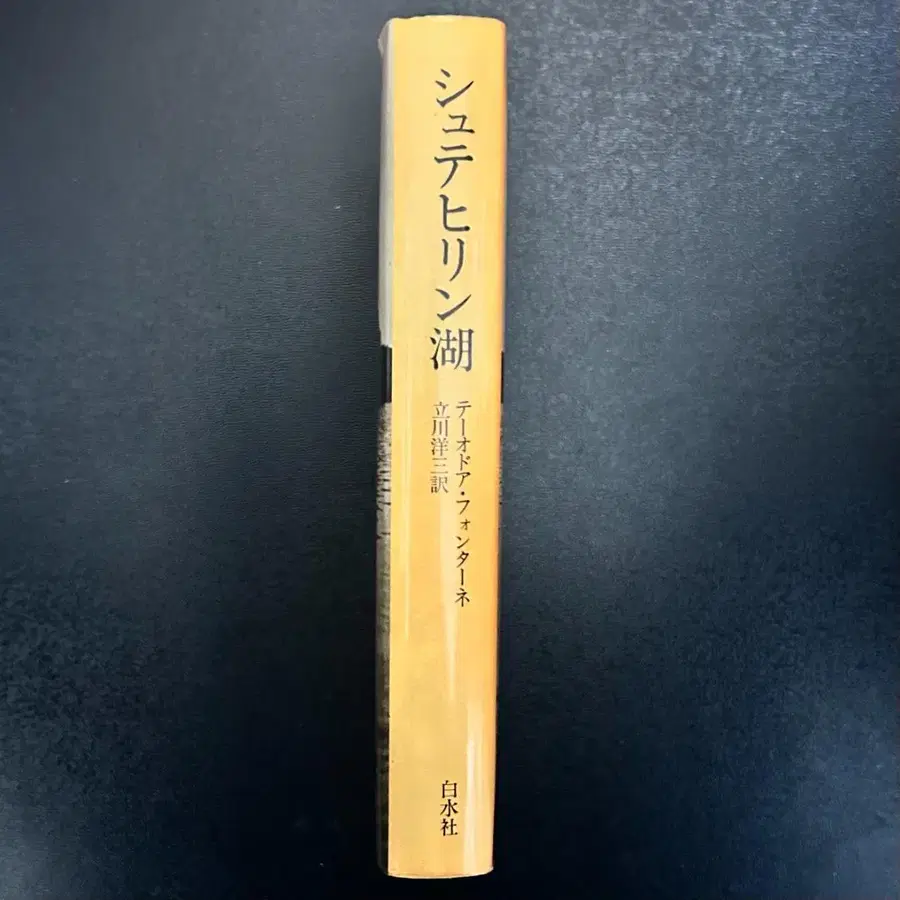 シュテヒリン湖
テーオドア・フォンターネ
立川洋三訳
白水社